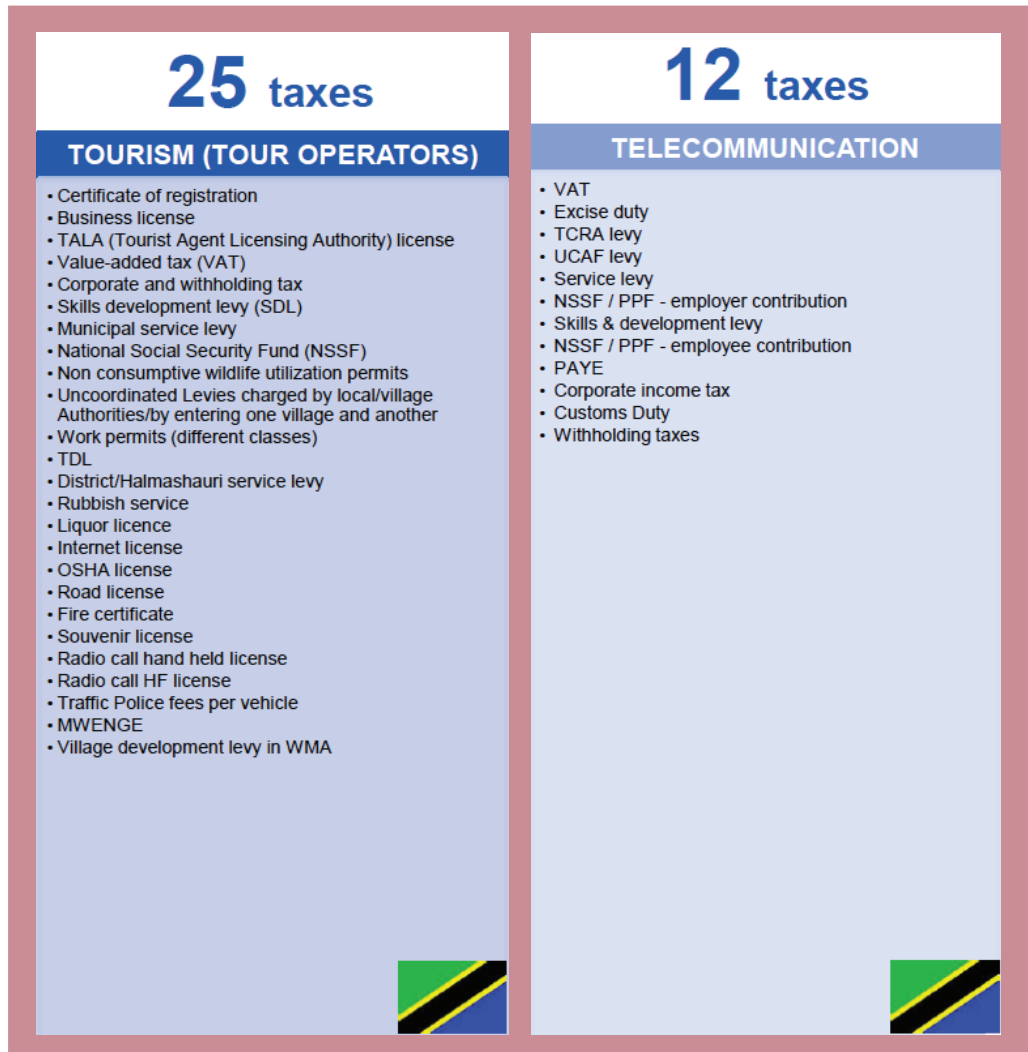 25 taxes
TOURISM (TOUR OPERATORS)
• Certificate of registration
• Business license
• TALA (Tourist Agent Licensing Authority) license
• Value-added tax (VAT)
• Corporate and withholding tax
• Skills development levy (SDL)
• Municipal service levy
• National Social Security Fund (NSSF)
• Non consumptive wildlife utilization permits
• Uncoordinated Levies charged by local/village
Authorities/by entering one village and another
• Work permits (different classes)
• TDL
• District/Halmashauri service levy
• Rubbish service
• Liquor licence
• Internet license
• OSHA license
• Road license
• Fire certificate
• Souvenir license
• Radio call hand held license
• Radio call HF license
• Traffic Police fees per vehicle
• MWENGE
• Village development levy in WMA
12 taxes
TELECOMMUNICATION
• VAT
• Excise duty
• TCRA levy
• UCAF levy
• Service levy
• NSSF / PPF - employer contribution
• Skills & development levy
• NSSF / PPF - employee contribution
• PAYE
• Corporate income tax
• Customs Duty
• Withholding taxes